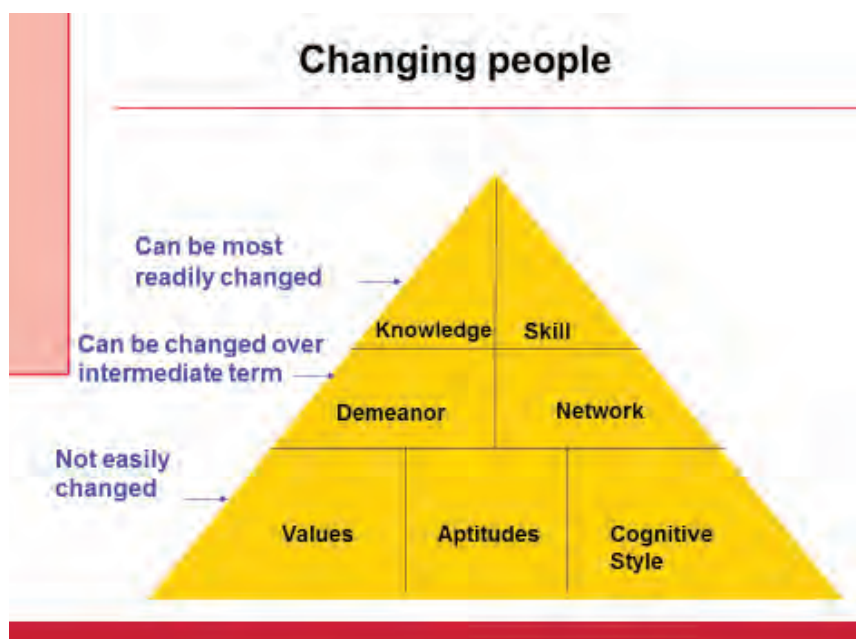 Changing people
Can be most
readily changed
Knowledge
Skill
Can be changed over
intermediate term
Demeanor
Network
Not easily
changed
Values
Aptitudes
Cognitive
Style